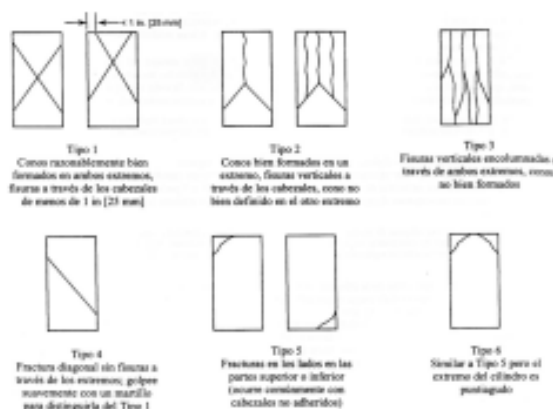 < 1 in. [25 mm]
Tipo 1
Conos razonablemente bien
formados en ambos extremos,
fisuras a través de los cabezales
de menos de 1 in [25 mm]
Tipo 2
Conos bien formados en un
extremo, fisuras verticales a
través de los cabezales, cono no
bien definido en el otro extremo
Tipo 3
Fisuras verticales encolumnadas a
través de ambos extremos, conos
no bien formados
Tipo 4
Fractura diagonal sin fisuras a
través de los extremos; golpee
suavemente con un martillo
para distinguirla del Tipo 1
Tipo 5
Fracturas en los lados en las
partes superior o inferior
(ocurre comúnmente con
cabezales no adheridos)
Tipo 6
Similar a Tipo 5 pero el
extremo del cilindro es
puntiagudo